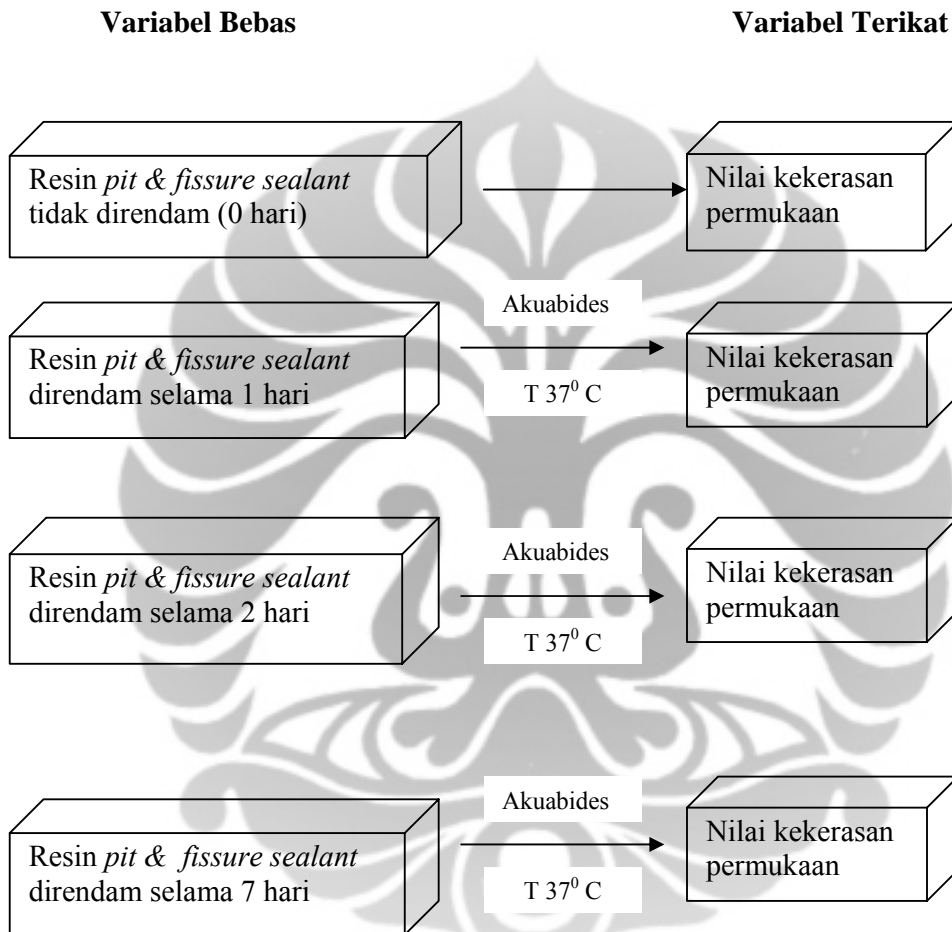 Variabel Bebas
Variabel Terikat
Resin pit & fissure sealant
tidak direndam (0 hari)
Nilai kekerasan
permukaan
Resin pit & fissure sealant
direndam selama 1 hari
Akuabides
T 37⁰ C
Nilai kekerasan
permukaan
Resin pit & fissure sealant
direndam selama 2 hari
Akuabides
T 37⁰ C
Nilai kekerasan
permukaan
Resin pit & fissure sealant
direndam selama 7 hari
Akuabides
T 37⁰ C
Nilai kekerasan
permukaan